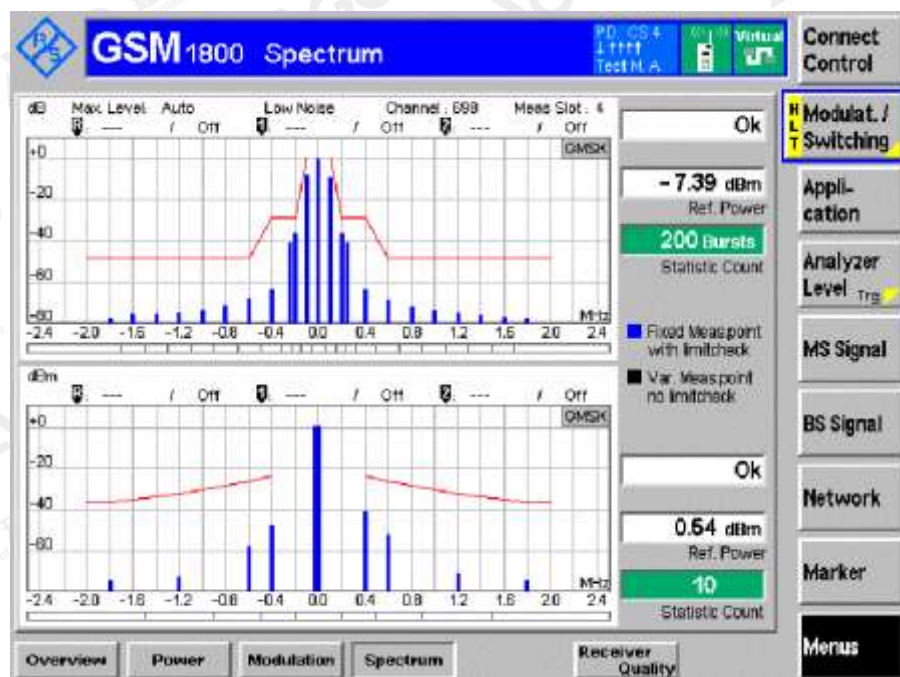 R&S
GSM 1800 Spectrum
PD: CS4
Test M. A
Virtual
Connect Control
dB Max. Level: Auto Low Noise Channel: 698 Meas Slot: 4
--- / Off --- / Off --- / Off
GMSK
+0
-20
-40
-60
-80
MHz
-2.4 -2.0 -1.6 -1.2 -0.8 -0.4 0.0 0.4 0.8 1.2 1.6 2.0 2.4
Ok
-7.39 dBm
Ref. Power
200 Bursts
Statistic Count
Fixed Meas.point
with limitcheck
Var. Meas.point
no limitcheck
dBm
--- / Off --- / Off --- / Off
GMSK
+0
-20
-40
-60
MHz
-2.4 -2.0 -1.6 -1.2 -0.8 -0.4 0.0 0.4 0.8 1.2 1.6 2.0 2.4
Ok
0.54 dBm
Ref. Power
10
Statistic Count
HLT
Modulat. /
Switching
Appli-
cation
Analyzer
Level Trg
MS Signal
BS Signal
Network
Marker
Menus
Overview Power Modulation Spectrum Receiver
Quality